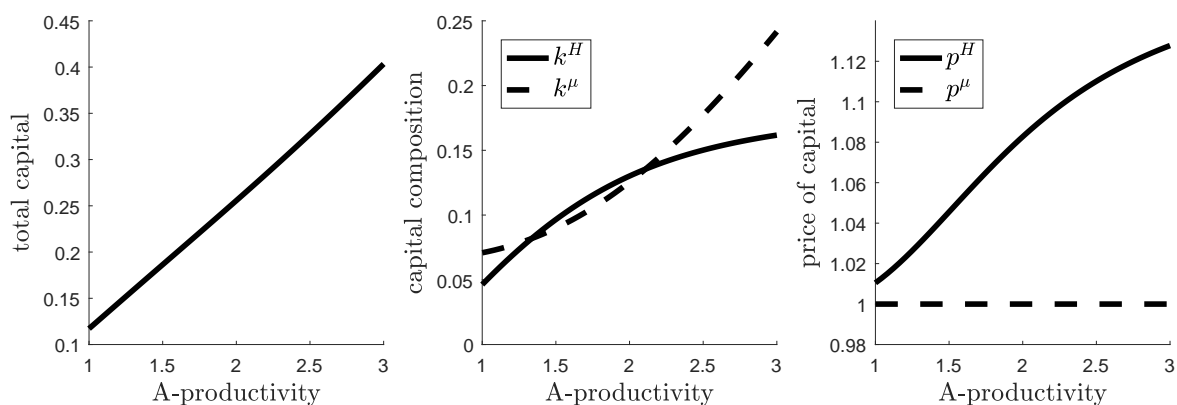 total capital
0.45
0.4
0.35
0.3
0.25
0.2
0.15
0.1
1 1.5 2 2.5 3
A-productivity
capital composition
0.25
0.2
0.15
0.1
0.05
0
k^H
k^μ
1 1.5 2 2.5 3
A-productivity
price of capital
1.12
1.1
1.08
1.06
1.04
1.02
1
0.98
p^H
p^μ
1 1.5 2 2.5 3
A-productivity